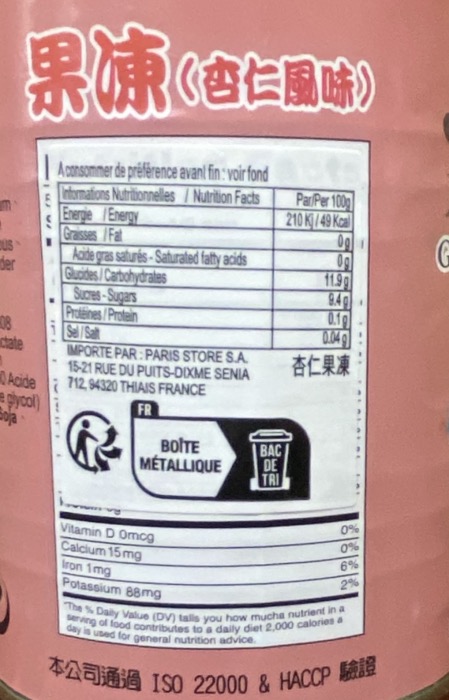 果凍(杏仁風味)
A consommer de préférence avant fin : voir fond
Informations Nutritionnelles / Nutrition Facts Par/Per 100g
Energie / Energy 210 Kj / 49 Kcal
Graisses / Fat 0g
Acide gras saturés - Saturated fatty acids 0g
Glucides / Carbohydrates 11.9g
Sucres - Sugars 9.4g
Protéines / Protein 0.1g
Sel / Salt 0.04g
IMPORTE PAR : PARIS STORE S.A.
15-21 RUE DU PUITS-DIXME SENIA
712, 94320 THIAIS FRANCE
杏仁果凍
FR
BOÎTE
MÉTALLIQUE
BAC
DE
TRI
Vitamin D 0mcg 0%
Calcium 15mg 0%
Iron 1mg 6%
Potassium 88mg 2%
*The % Daily Value (DV) talls you how mucha nutrient in a
serving of food contributes to a daily diet 2,000 calories a
day is used for general nutrition advice.
本公司通過 ISO 22000 & HACCP 驗證
08
0 Acide
glycol)